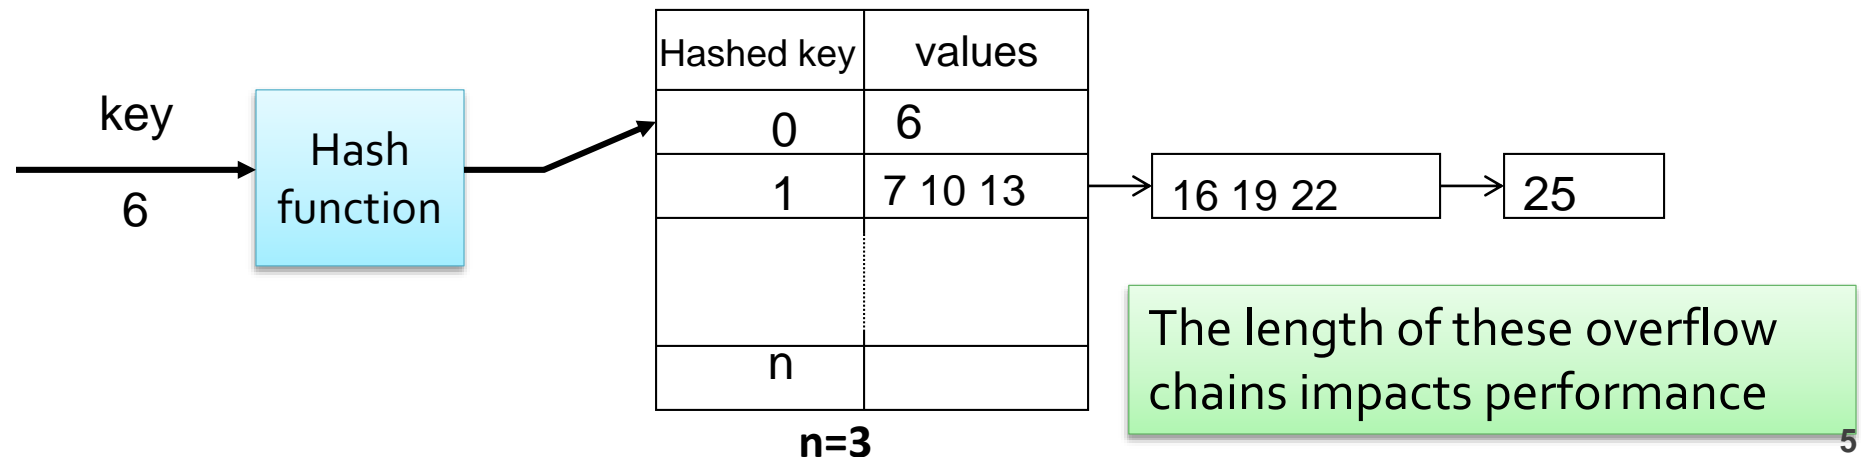 key
6
Hash
function
Hashed key values
0 6
1 7 10 13
16 19 22
25
n
n=3
The length of these overflow
chains impacts performance
5